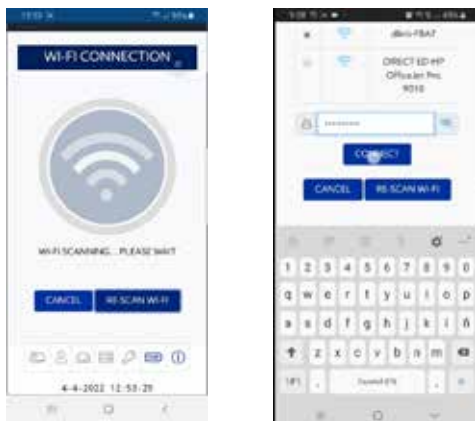 WI-FI CONNECTION
WI-FI SCANNING... PLEASE WAIT
CANCEL
RE-SCAN WI-FI
4-4-2022 12:53:29
DIRECT ED HP
OfficeJet Pro
9010
CONNECT
CANCEL
RE-SCAN WI-FI
1 2 3 4 5 6 7 8 9 0
q w e r t y u i o p
a s d f g h j k l ñ
z x c v b n m